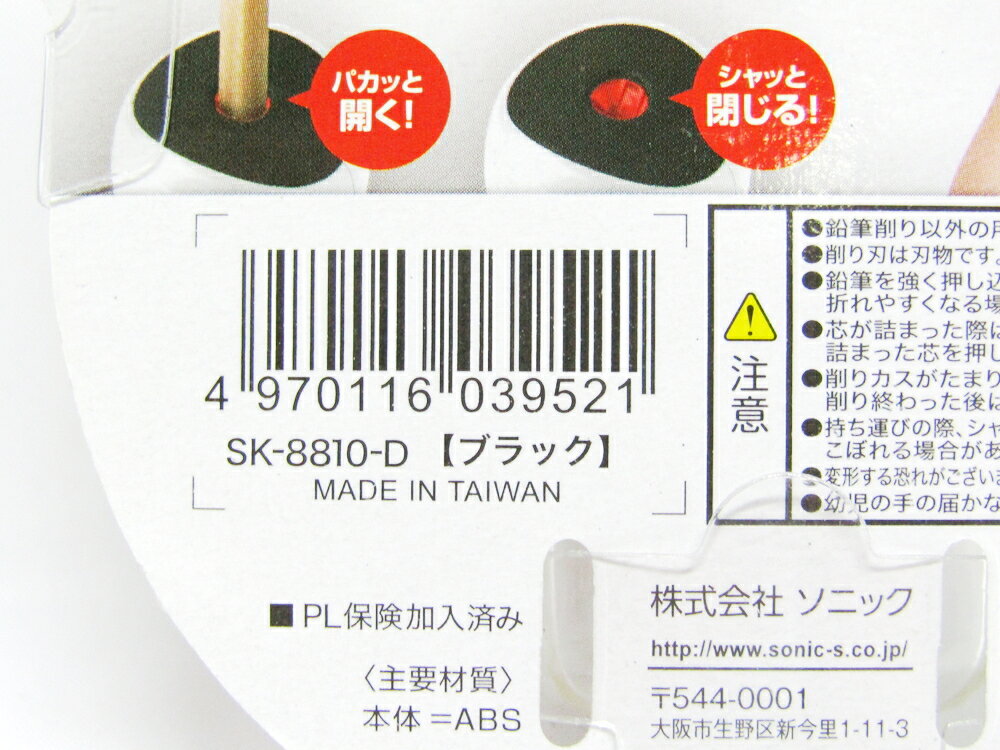 パカッと
開く!
シャッと
閉じる!
4 970116 039521
SK-8810-D 【ブラック】
MADE IN TAIWAN
注意
●鉛筆削り以外の
●削り刃は刃物です。
●鉛筆を強く押し込
折れやすくなる場
●芯が詰まった際は
詰まった芯を押し
●削りカスがたまり
削り終わった後は
●持ち運びの際、シャ
こぼれる場合があ
●変形する恐れがございま
●幼児の手の届かな
■PL保険加入済み
〈主要材質〉
本体=ABS
株式会社 ソニック
http://www.sonic-s.co.jp/
〒544-0001
大阪市生野区新今里1-11-3